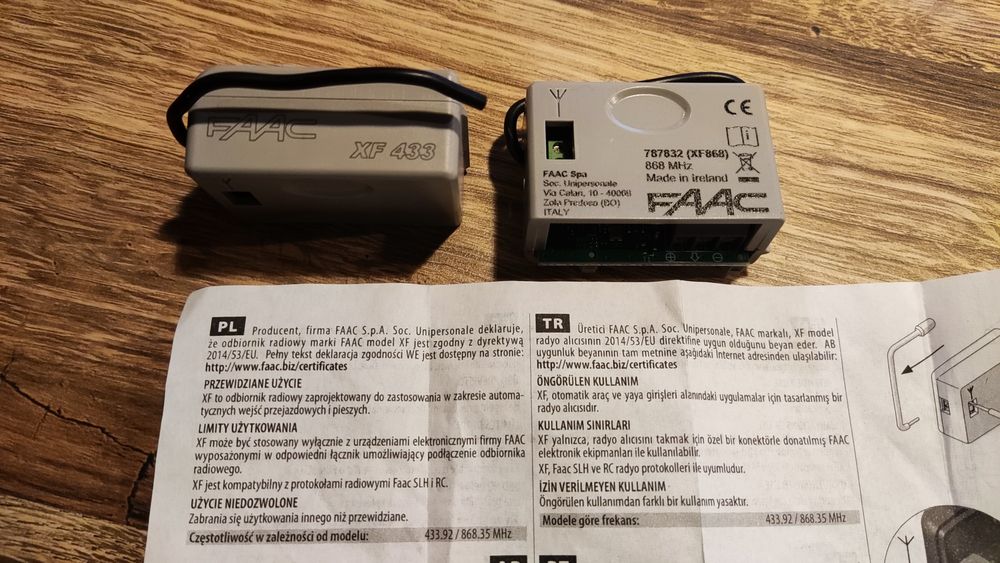 FAAC
XF 433
787832 (XF868)
868 MHz
Made in Ireland
FAAC
FAAC Spa
Soc. Unipersonale
Via Calari, 10 - 40069
Zola Predosa (BO)
ITALY
PL Producent, firma FAAC S.p.A. Soc. Unipersonale deklaruje,
że odbiornik radiowy marki FAAC model XF jest zgodny z dyrektywą
2014/53/EU. Pełny tekst deklaracja zgodności WE jest dostępny na stronie:
http://www.faac.biz/certificates
PRZEWIDZIANE UŻYCIE
XF to odbiornik radiowy zaprojektowany do zastosowania w zakresie automa-
tycznych wejść przejazdowych i pieszych.
LIMITY UŻYTKOWANIA
XF może być stosowany wyłącznie z urządzeniami elektronicznymi firmy FAAC
wyposażonymi w odpowiedni łącznik umożliwiający podłączenie odbiornika
radiowego.
XF jest kompatybilny z protokołami radiowymi Faac SLH i RC.
UŻYCIE NIEDOZWOLONE
Zabrania się użytkowania innego niż przewidziane.
Częstotliwość w zależności od modelu: 433.92 / 868.35 MHz
TR Üretici FAAC S.p.A. Soc. Unipersonale, FAAC markalı, XF model
radyo alıcısının 2014/53/EU direktifine uygun olduğunu beyan eder. AB
uygunluk beyanının tam metnine aşağıdaki Internet adresinden ulaşılabilir:
http://www.faac.biz/certificates
ÖNGÖRÜLEN KULLANIM
XF, otomatik araç ve yaya girişleri alanındaki uygulamalar için tasarlanmış bir
radyo alıcısıdır.
KULLANIM SINIRLARI
XF yalnızca, radyo alıcısını takmak için özel bir konektörle donatılmış FAAC
elektronik ekipmanları ile kullanılabilir.
XF, Faac SLH ve RC radyo protokolleri ile uyumludur.
İZİN VERİLMEYEN KULLANIM
Öngörülen kullanımdan farklı bir kullanım yasaktır.
Modele göre frekans: 433.92 / 868.35 MHz